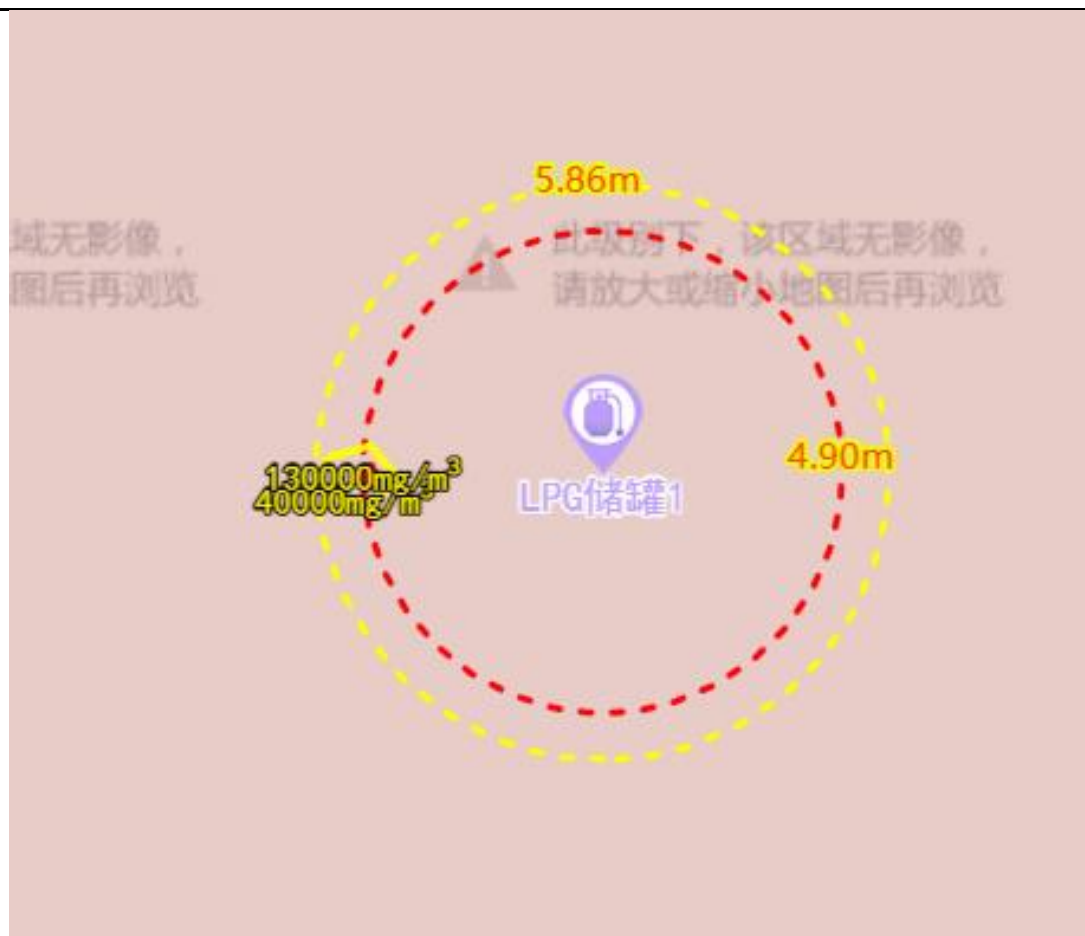 5.86m
域无影像，
图后再浏览
此级别下，该区域无影像，
请放大或缩小地图后再浏览
4.90m
130000mg/m³
40000mg/m³
LPG储罐1